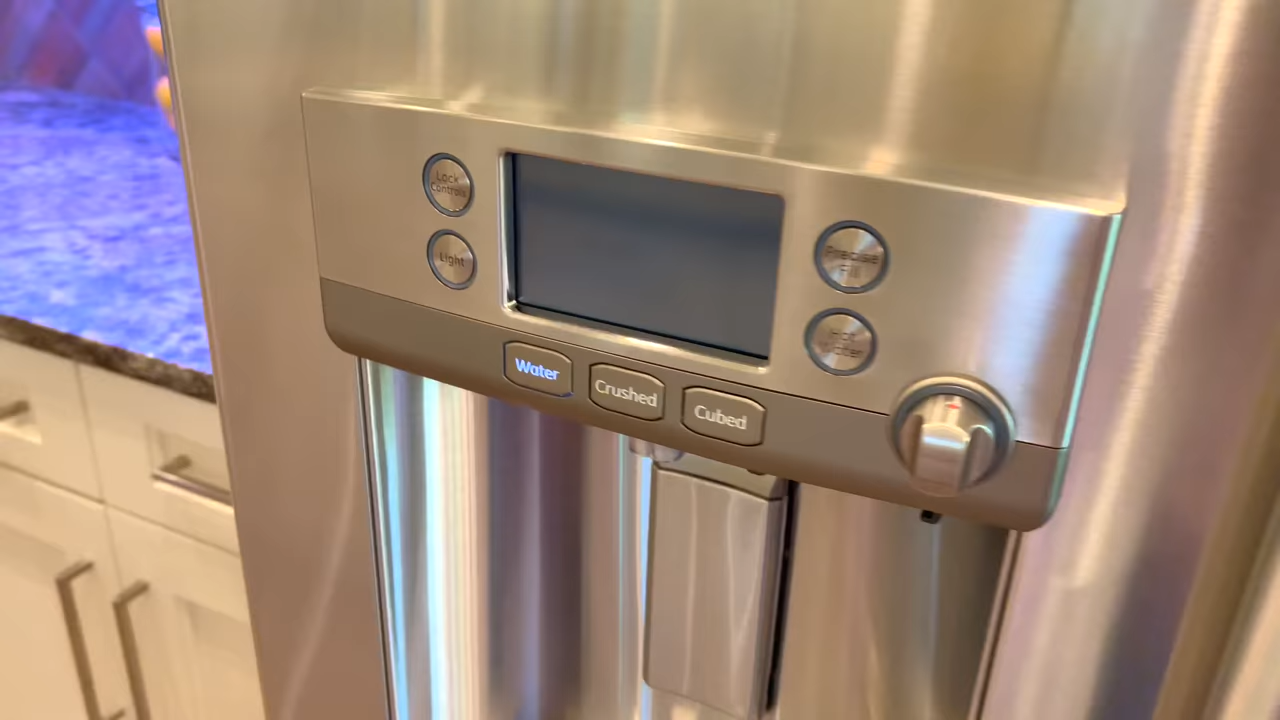 Lock
Controls
Light
Precise
Fill
Hot
Water
Water
Crushed
Cubed